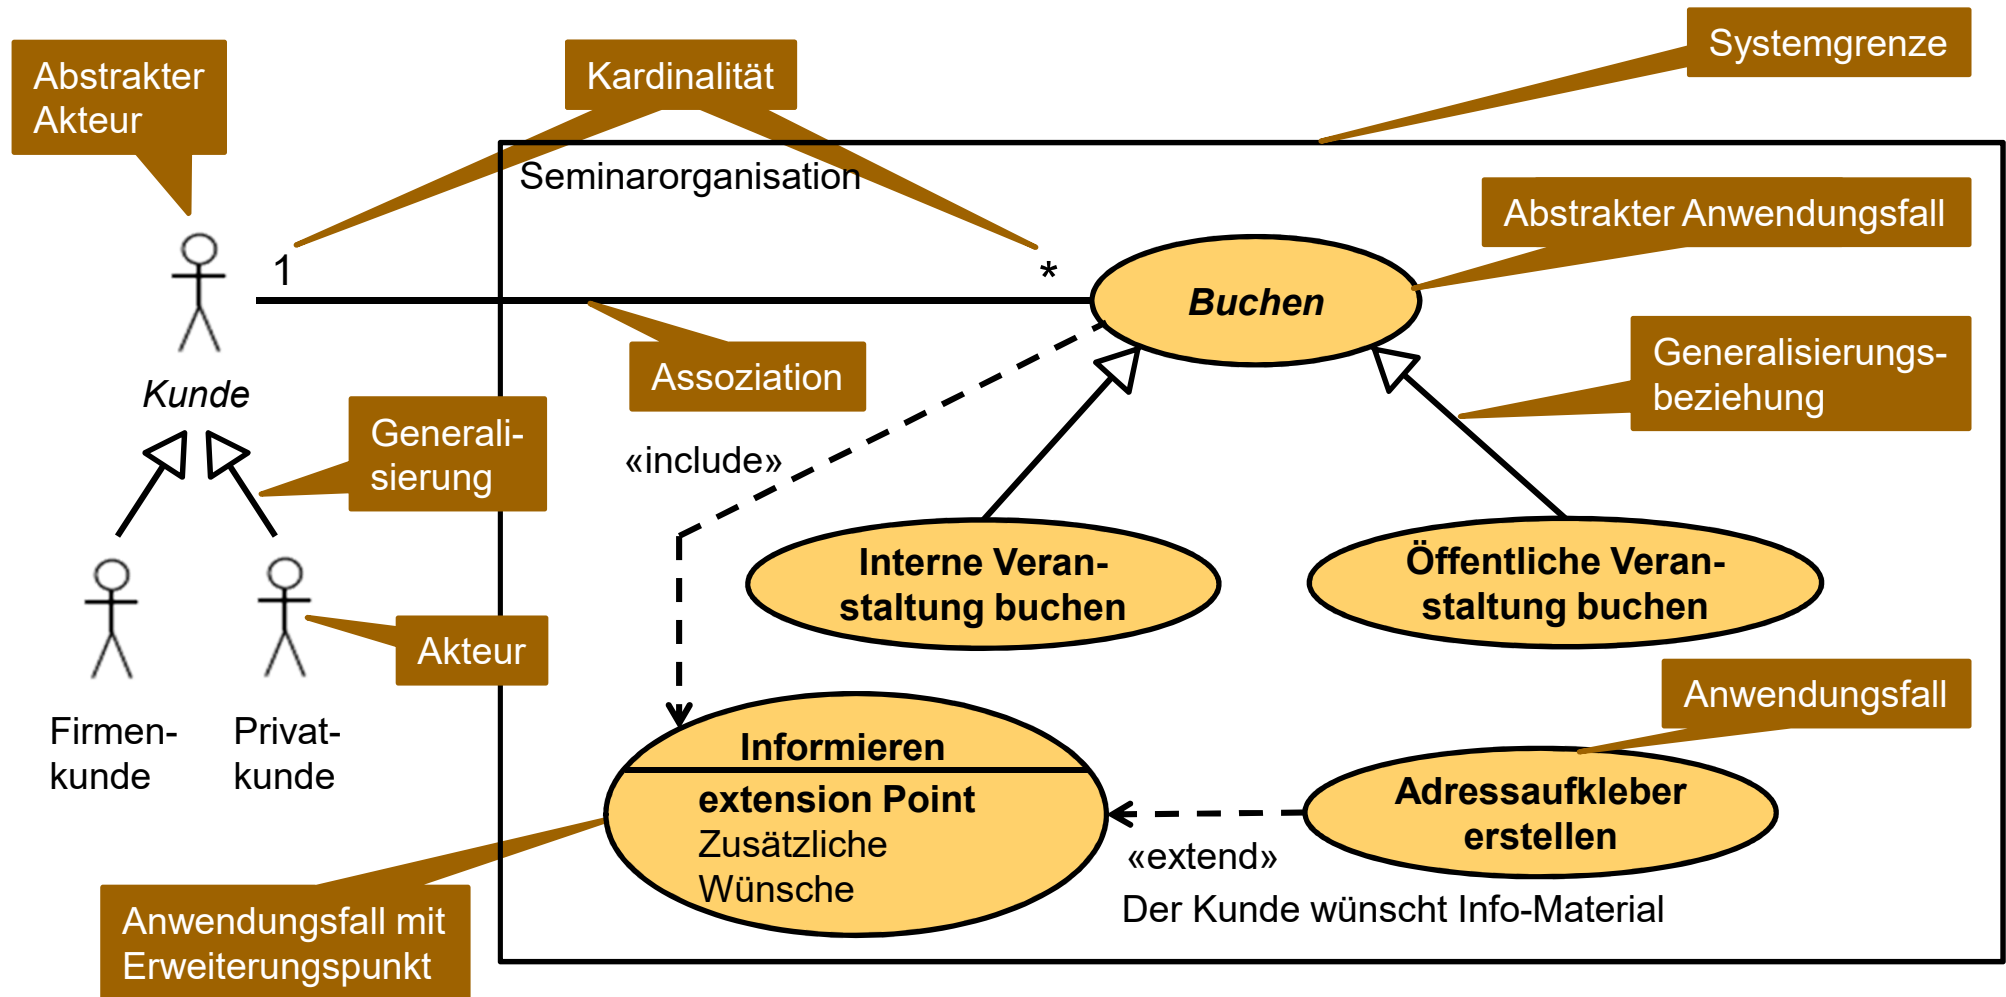 Systemgrenze
Abstrakter
Akteur
Kardinalität
Seminarorganisation
Abstrakter Anwendungsfall
1
*
Buchen
Assoziation
Generalisierungs-
beziehung
Kunde
Generali-
sierung
«include»
Interne Veran-
staltung buchen
Öffentliche Veran-
staltung buchen
Akteur
Anwendungsfall
Firmen-
kunde
Privat-
kunde
Informieren
extension Point
Zusätzliche
Wünsche
Adressaufkleber
erstellen
«extend»
Der Kunde wünscht Info-Material
Anwendungsfall mit
Erweiterungspunkt